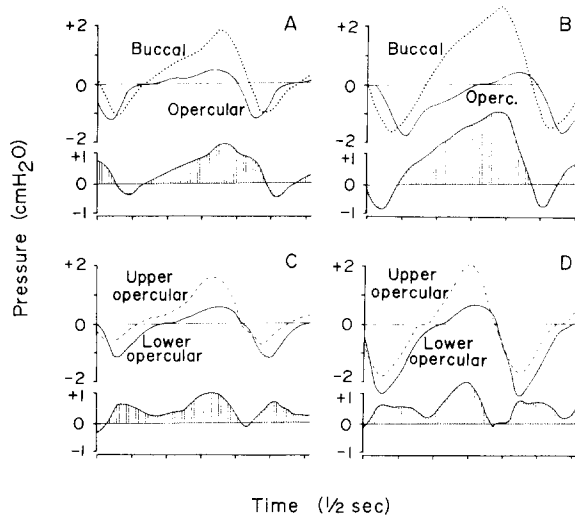 A
+2
0
-2
Buccal
Opercular
+1
0
-1
B
Buccal
Operc.
+2
0
-2
+1
0
-1
Pressure (cmH2O)
C
+2
0
-2
Upper
opercular
Lower
opercular
+1
0
-1
D
+2
0
-2
Upper
opercular
Lower
opercular
+1
0
-1
Time (1/2 sec)